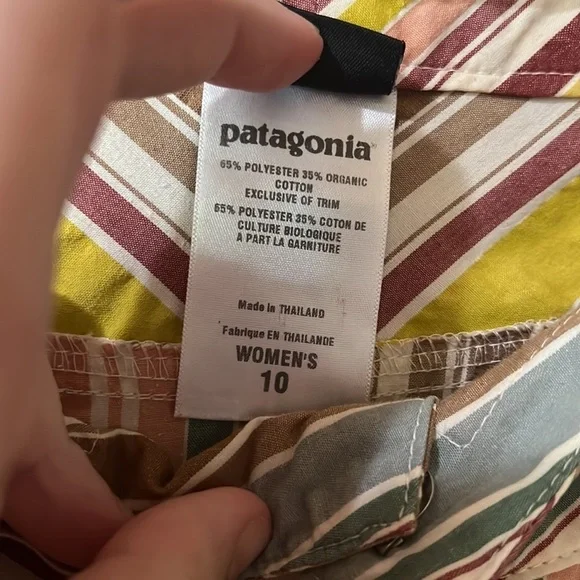 patagonia
65% POLYESTER 35% ORGANIC
COTTON
EXCLUSIVE OF TRIM
65% POLYESTER 35% COTON DE
CULTURE BIOLOGIQUE
A PART LA GARNITURE
Made in THAILAND
Fabrique EN THAILANDE
WOMEN'S
10